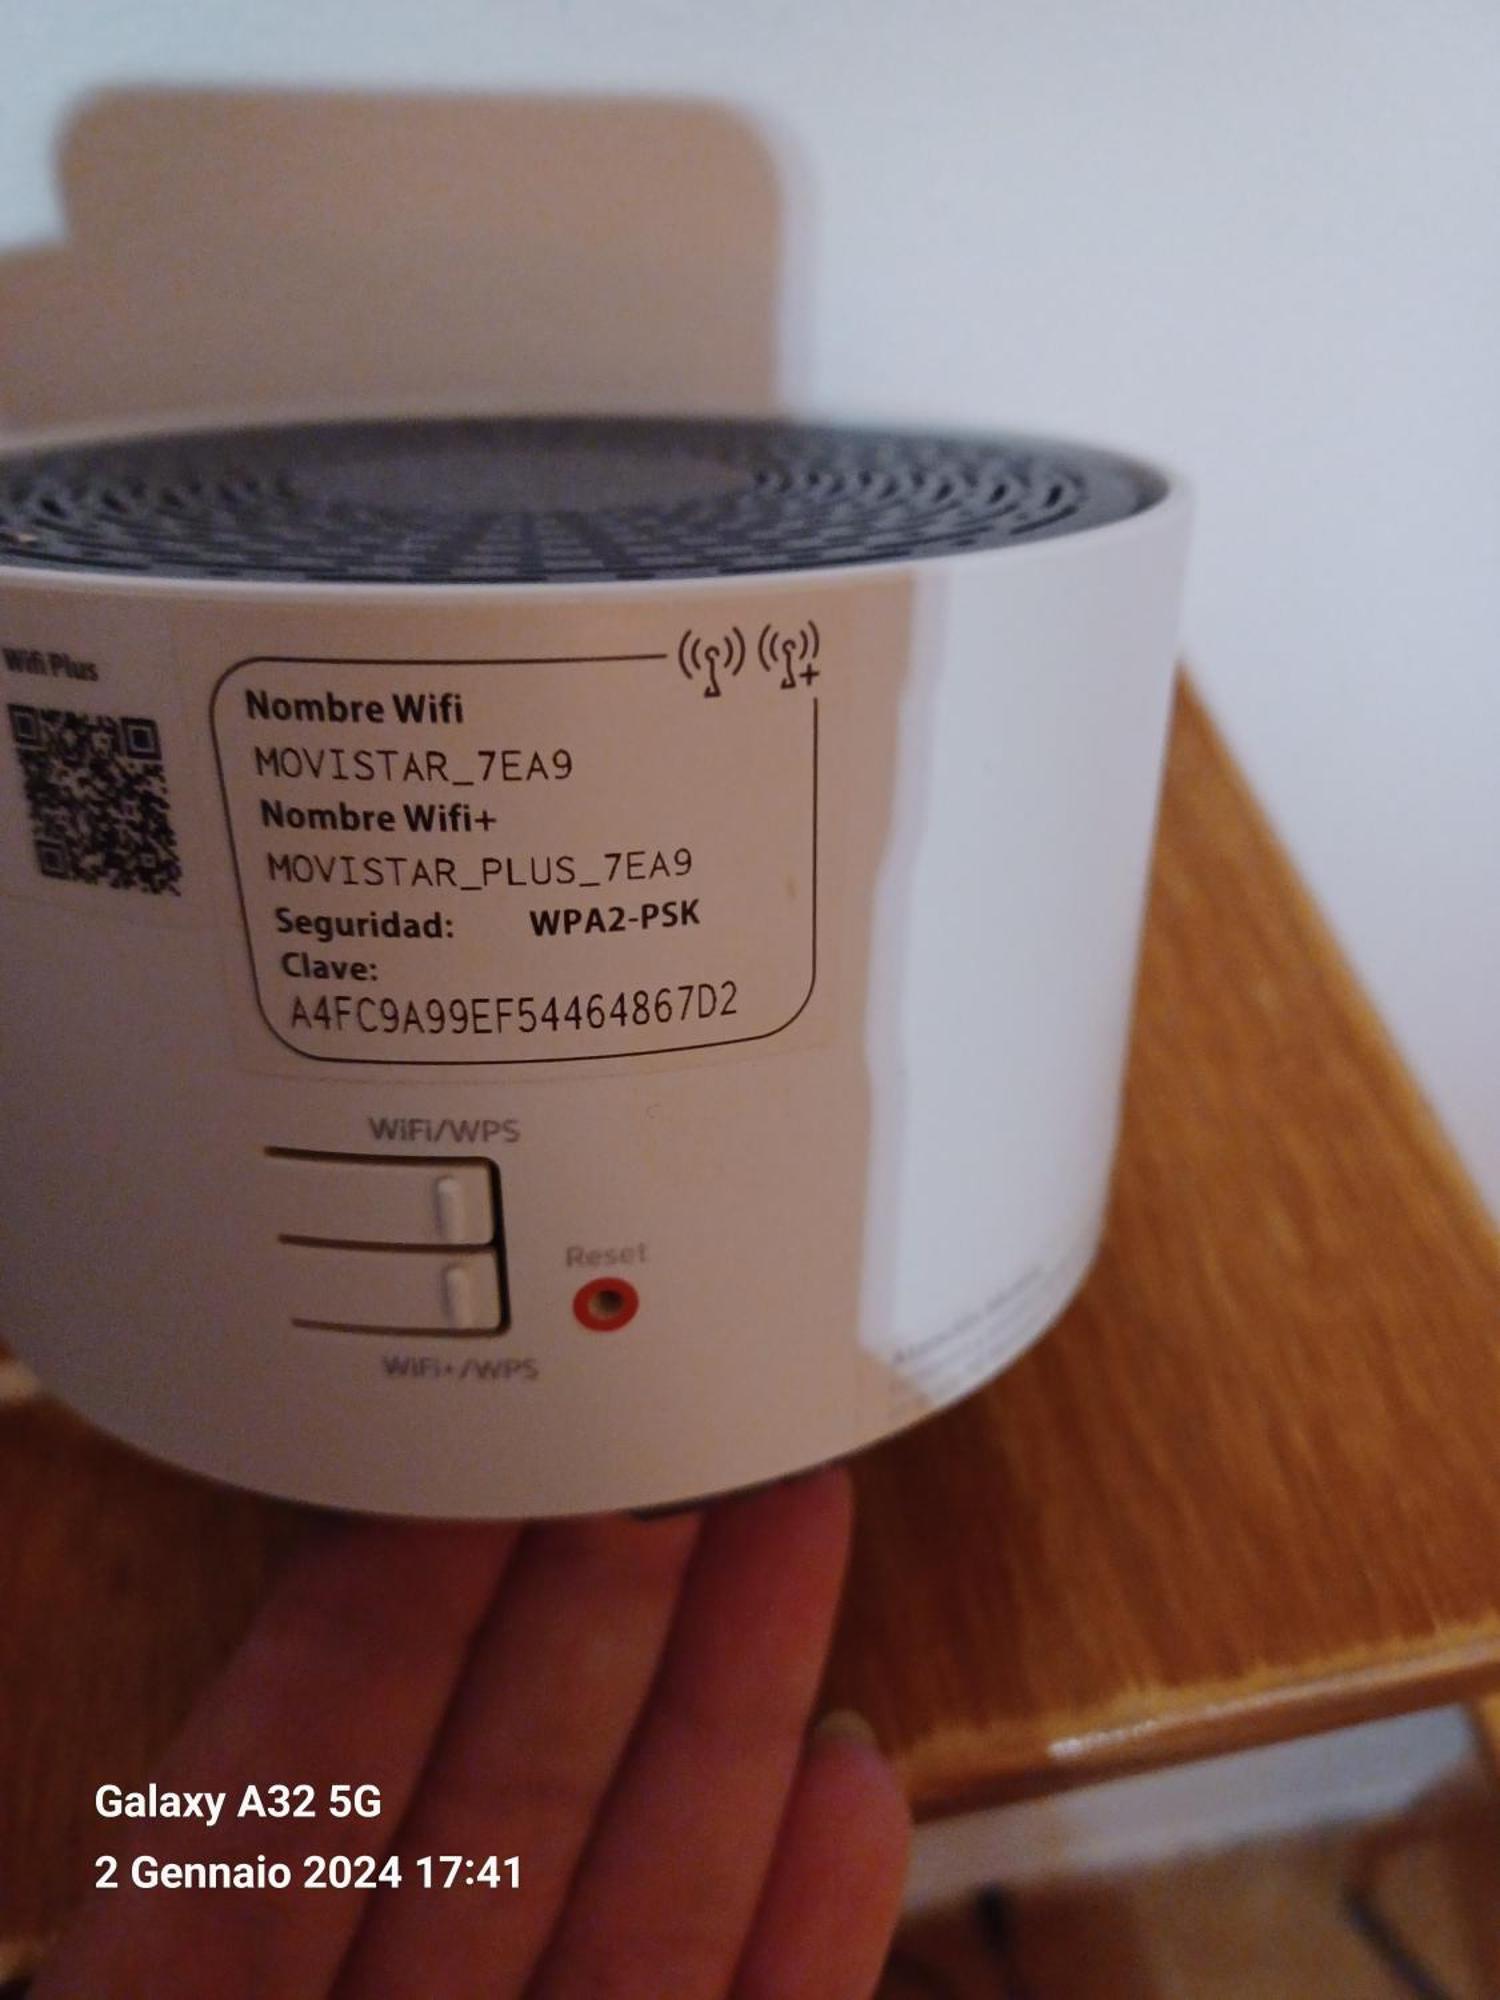 Wifi Plus
Nombre Wifi
MOVISTAR_7EA9
Nombre Wifi+
MOVISTAR_PLUS_7EA9
Seguridad: WPA2-PSK
Clave:
A4FC9A99EF54464867D2
WiFi/WPS
Reset
WiFi+/WPS
Galaxy A32 5G
2 Gennaio 2024 17:41